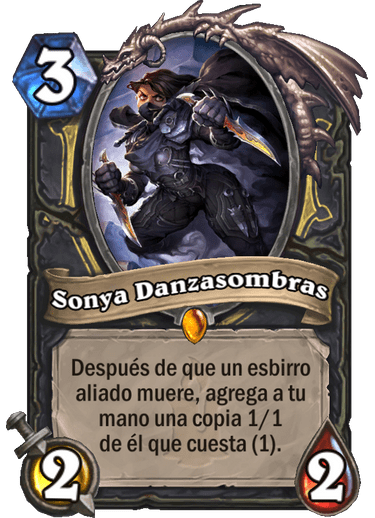 3
Sonya Danzasombras
Después de que un esbirro
aliado muere, agrega a tu
mano una copia 1/1
de él que cuesta (1).
2
2